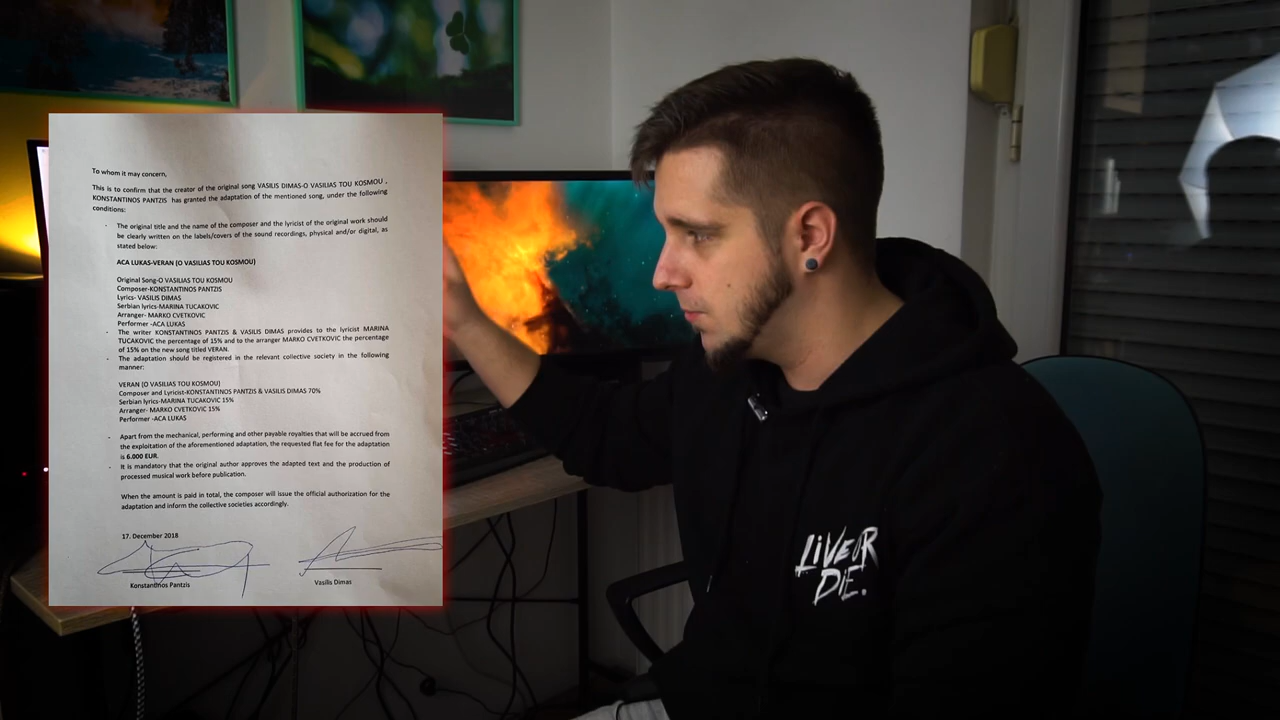 To whom it may concern,
This is to confirm that the creator of the original song VASILIS DIMAS-O VASILIAS TOU KOSMOU ,
KONSTANTINOS PANTZIS has granted the adaptation of the mentioned song, under the following
conditions:
- The original title and the name of the composer and the lyricist of the original work should
be clearly written on the labels/covers of the sound recordings, physical and/or digital, as
stated below:
ACA LUKAS-VERAN (O VASILIAS TOU KOSMOU)
Original Song-O VASILIAS TOU KOSMOU
Composer-KONSTANTINOS PANTZIS
Lyrics- VASILIS DIMAS
Serbian lyrics-MARINA TUCAKOVIC
Arranger- MARKO CVETKOVIC
Performer -ACA LUKAS
- The writer KONSTANTINOS PANTZIS & VASILIS DIMAS provides to the lyricist MARINA
TUCAKOVIC the percentage of 15% and to the arranger MARKO CVETKOVIC the percentage
of 15% on the new song titled VERAN.
- The adaptation should be registered in the relevant collective society in the following
manner:
VERAN (O VASILIAS TOU KOSMOU)
Composer and Lyricist-KONSTANTINOS PANTZIS & VASILIS DIMAS 70%
Serbian lyrics-MARINA TUCAKOVIC 15%
Arranger- MARKO CVETKOVIC 15%
Performer -ACA LUKAS
- Apart from the mechanical, performing and other payable royalties that will be accrued from
the exploitation of the aforementioned adaptation, the requested flat fee for the adaptation
is 6.000 EUR.
- It is mandatory that the original author approves the adapted text and the production of
processed musical work before publication.
When the amount is paid in total, the composer will issue the official authorization for the
adaptation and inform the collective societies accordingly.
17. December 2018
Konstantinos Pantzis
Vasilis Dimas
LIVE OR
DIE.